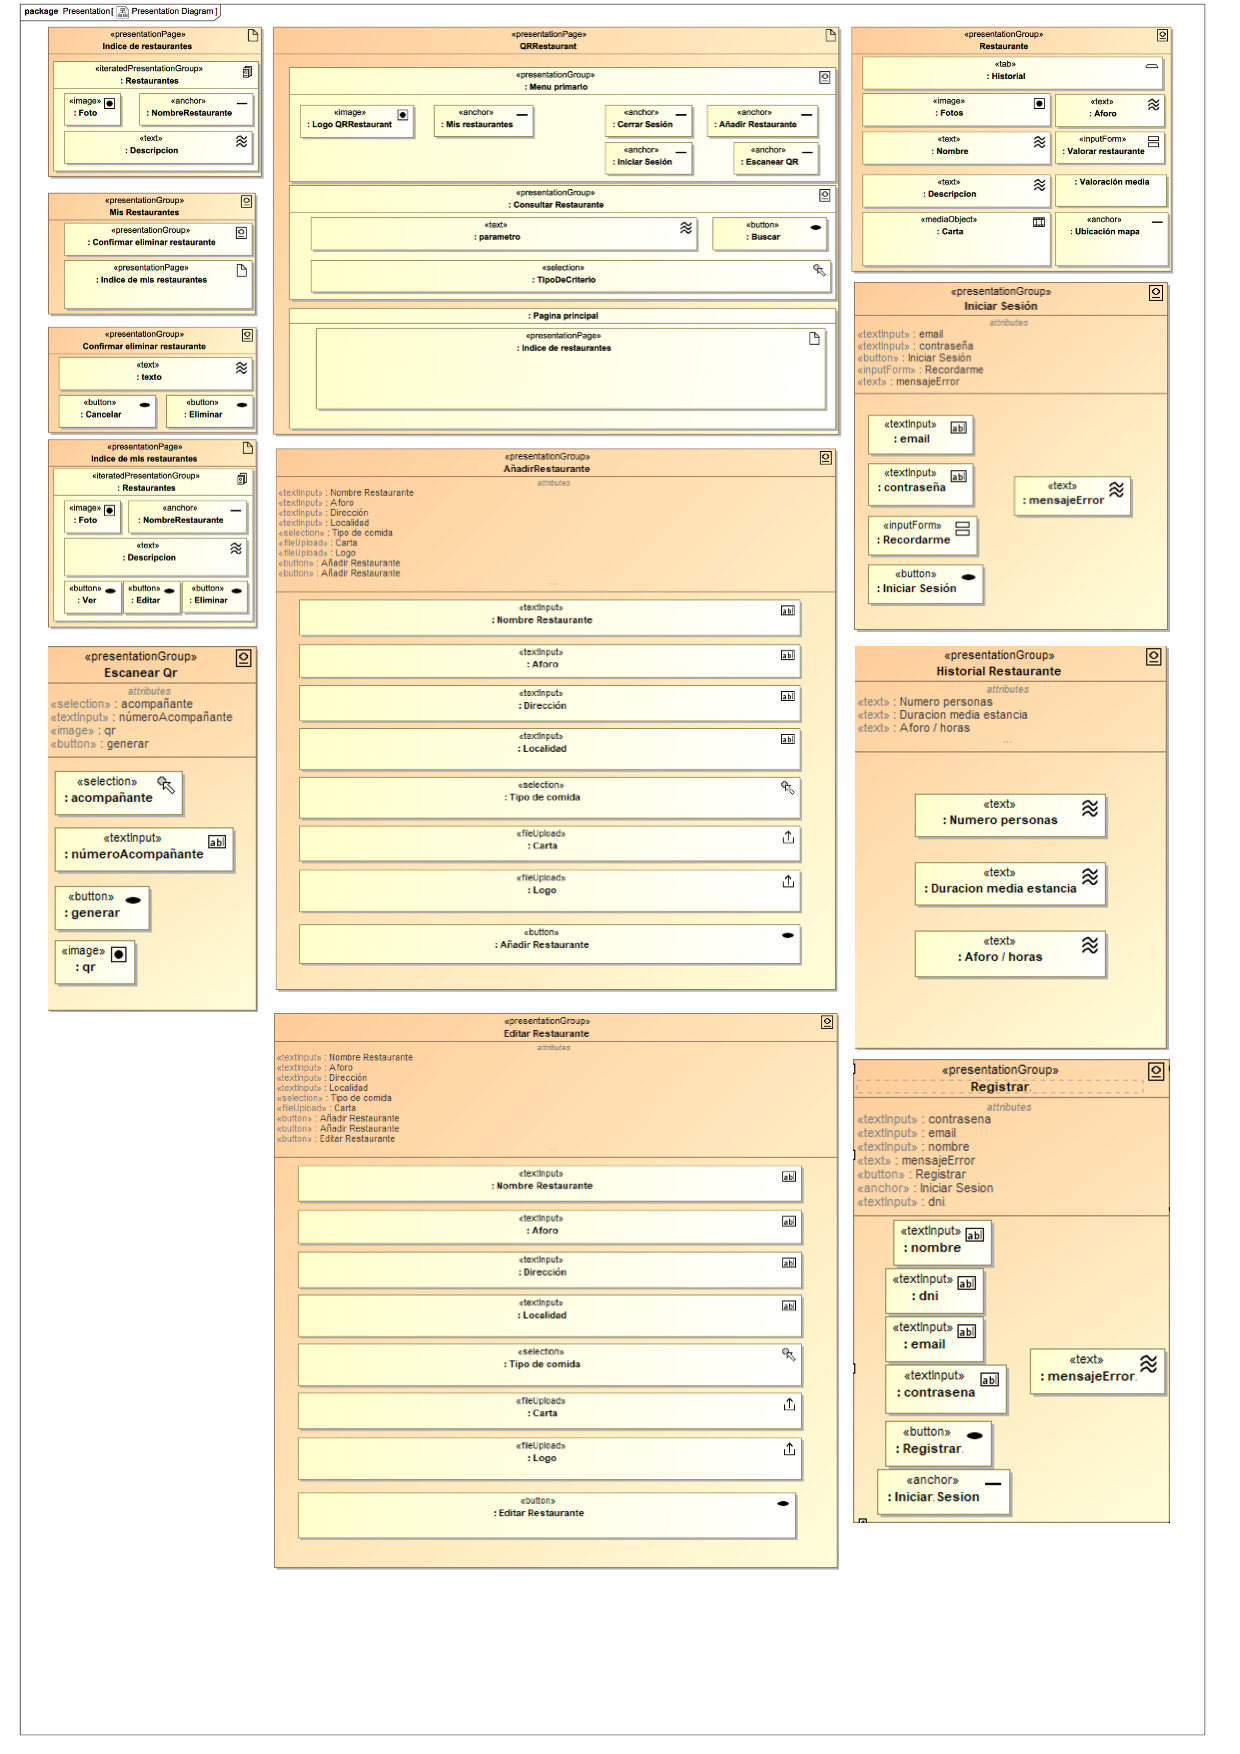 package Presentation[ Presentation Diagram ]
«presentationPage»
Indice de restaurantes
«iteratedPresentationGroup»
: Restaurantes
«image»
: Foto
«anchor»
: NombreRestaurante
«text»
: Descripcion
«presentationGroup»
Mis Restaurantes
«presentationGroup»
: Confirmar eliminar restaurante
«presentationPage»
: Indice de mis restaurantes
«presentationGroup»
Confirmar eliminar restaurante
«text»
: texto
«button»
: Cancelar
«button»
: Eliminar
«presentationPage»
Indice de mis restaurantes
«iteratedPresentationGroup»
: Restaurantes
«image»
: Foto
«anchor»
: NombreRestaurante
«text»
: Descripcion
«button»
: Ver
«button»
: Editar
«button»
: Eliminar
«presentationGroup»
Escanear Qr
attributes
«selection» : acompañante
«textInput» : númeroAcompañante
«image» : qr
«button» : generar
«selection»
: acompañante
«textInput»
: númeroAcompañante
«button»
: generar
«image»
: qr
«presentationPage»
QRRestaurant
«presentationGroup»
: Menu primario
«image»
: Logo QRRestaurant
«anchor»
: Mis restaurantes
«anchor»
: Cerrar Sesión
«anchor»
: Añadir Restaurante
«anchor»
: Iniciar Sesión
«anchor»
: Escanear QR
«presentationGroup»
: Consultar Restaurante
«text»
: parametro
«button»
: Buscar
«selection»
: TipoDeCriterio
: Pagina principal
«presentationPage»
: Indice de restaurantes
«presentationGroup»
AñadirRestaurante
attributes
«textInput» : Nombre Restaurante
«textInput» : Aforo
«textInput» : Dirección
«textInput» : Localidad
«selection» : Tipo de comida
«fileUpload» : Carta
«fileUpload» : Logo
«button» : Añadir Restaurante
«button» : Añadir Restaurante
...
«textInput»
: Nombre Restaurante
«textInput»
: Aforo
«textInput»
: Dirección
«textInput»
: Localidad
«selection»
: Tipo de comida
«fileUpload»
: Carta
«fileUpload»
: Logo
«button»
: Añadir Restaurante
«presentationGroup»
Editar Restaurante
attributes
«textInput» : Nombre Restaurante
«textInput» : Aforo
«textInput» : Dirección
«textInput» : Localidad
«selection» : Tipo de comida
«fileUpload» : Carta
«button» : Añadir Restaurante
«button» : Añadir Restaurante
«button» : Editar Restaurante
...
«textInput»
: Nombre Restaurante
«textInput»
: Aforo
«textInput»
: Dirección
«textInput»
: Localidad
«selection»
: Tipo de comida
«fileUpload»
: Carta
«fileUpload»
: Logo
«button»
: Editar Restaurante
«presentationGroup»
Restaurante
«tab»
: Historial
«image»
: Fotos
«text»
: Aforo
«text»
: Nombre
«inputForm»
: Valorar restaurante
«text»
: Descripcion
: Valoración media
«mediaObject»
: Carta
«anchor»
: Ubicación mapa
«presentationGroup»
Iniciar Sesión
attributes
«textInput» : email
«textInput» : contraseña
«button» : Iniciar Sesión
«inputForm» : Recordarme
«text» : mensajeError
«textInput»
: email
«textInput»
: contraseña
«text»
: mensajeError
«inputForm»
: Recordarme
«button»
: Iniciar Sesión
«presentationGroup»
Historial Restaurante
attributes
«text» : Numero personas
«text» : Duracion media estancia
«text» : Aforo / horas
...
«text»
: Numero personas
«text»
: Duracion media estancia
«text»
: Aforo / horas
«presentationGroup»
Registrar
attributes
«textInput» : contrasena
«textInput» : email
«textInput» : nombre
«text» : mensajeError
«button» : Registrar
«anchor» : Iniciar Sesion
«textInput» : dni
«textInput»
: nombre
«textInput»
: dni
«textInput»
: email
«text»
: mensajeError
«textInput»
: contrasena
«button»
: Registrar
«anchor»
: Iniciar Sesion